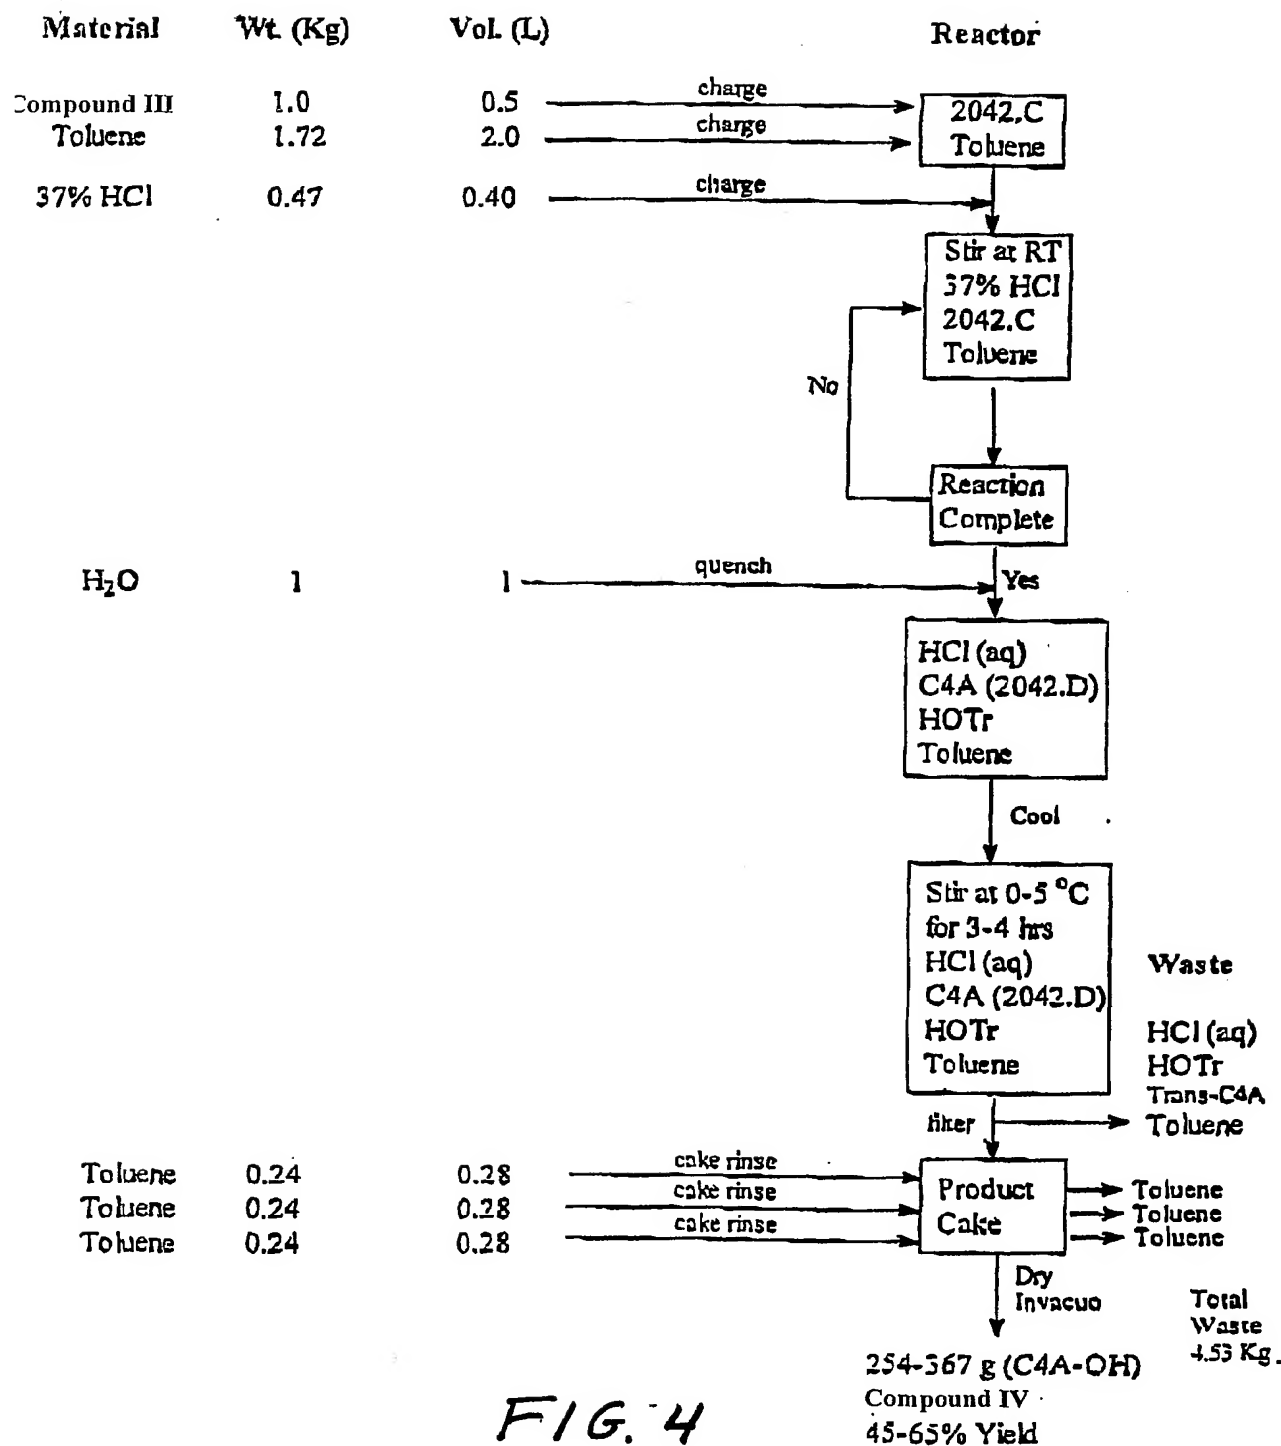 Material Wt. (Kg) Vol. (L) Reactor
Compound III 1.0 0.5 charge
Toluene 1.72 2.0 charge
2042.C
Toluene
37% HCl 0.47 0.40 charge
Stir at RT
37% HCl
2042.C
Toluene
No
Reaction
Complete
H₂O 1 1 quench Yes
HCl (aq)
C4A (2042.D)
HOTr
Toluene
Cool
Stir at 0-5 °C
for 3-4 hrs
HCl (aq)
C4A (2042.D)
HOTr
Toluene
Waste
HCl (aq)
HOTr
Trans-C4A
Toluene
filter
Toluene 0.24 0.28 cake rinse
Toluene 0.24 0.28 cake rinse
Toluene 0.24 0.28 cake rinse
Product
Cake
Toluene
Toluene
Toluene
Dry
Invacuo
Total
Waste
4.53 Kg.
254-367 g (C4A-OH)
Compound IV
45-65% Yield
FIG. 4